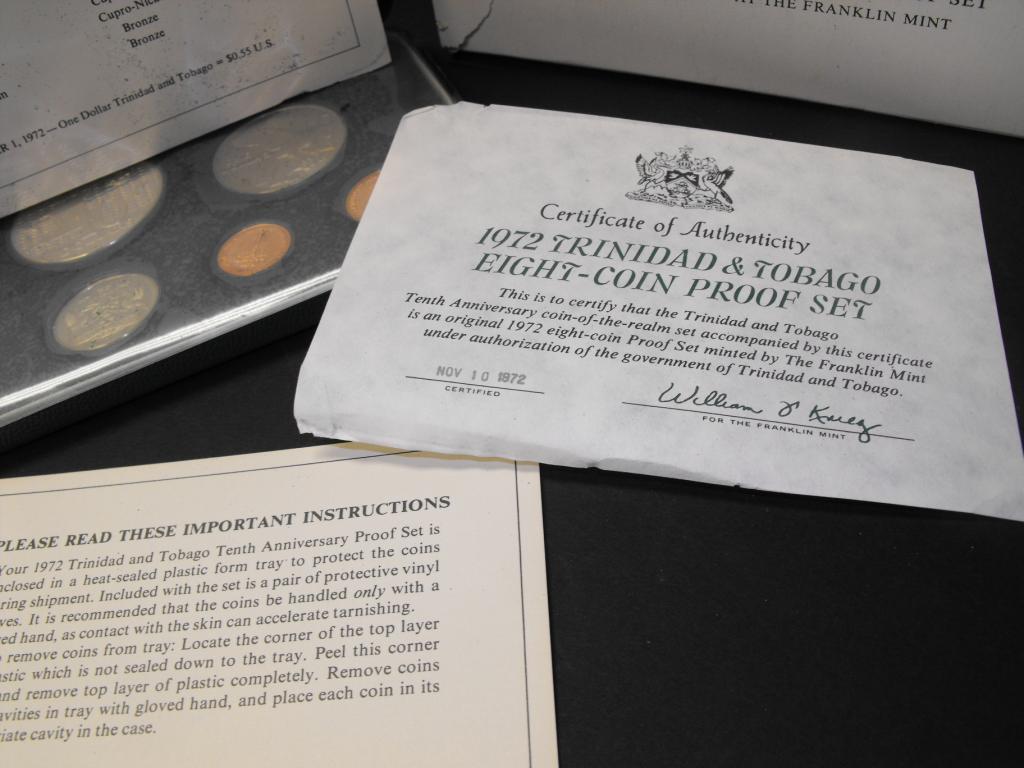 Cupro-Nic
Bronze
Bronze
R 1, 1972 — One Dollar Trinidad and Tobago = $0.55 U.S.
SET
AT THE FRANKLIN MINT
Certificate of Authenticity
1972 TRINIDAD & TOBAGO
EIGHT-COIN PROOF SET
This is to certify that the Trinidad and Tobago
Tenth Anniversary coin-of-the-realm set accompanied by this certificate
is an original 1972 eight-coin Proof Set minted by The Franklin Mint
under authorization of the government of Trinidad and Tobago.
NOV 10 1972
CERTIFIED
William F Krieg
FOR THE FRANKLIN MINT
PLEASE READ THESE IMPORTANT INSTRUCTIONS
Your 1972 Trinidad and Tobago Tenth Anniversary Proof Set is
nclosed in a heat-sealed plastic form tray to protect the coins
ring shipment. Included with the set is a pair of protective vinyl
ves. It is recommended that the coins be handled only with a
ed hand, as contact with the skin can accelerate tarnishing.
remove coins from tray: Locate the corner of the top layer
astic which is not sealed down to the tray. Peel this corner
nd remove top layer of plastic completely. Remove coins
avities in tray with gloved hand, and place each coin in its
iate cavity in the case.